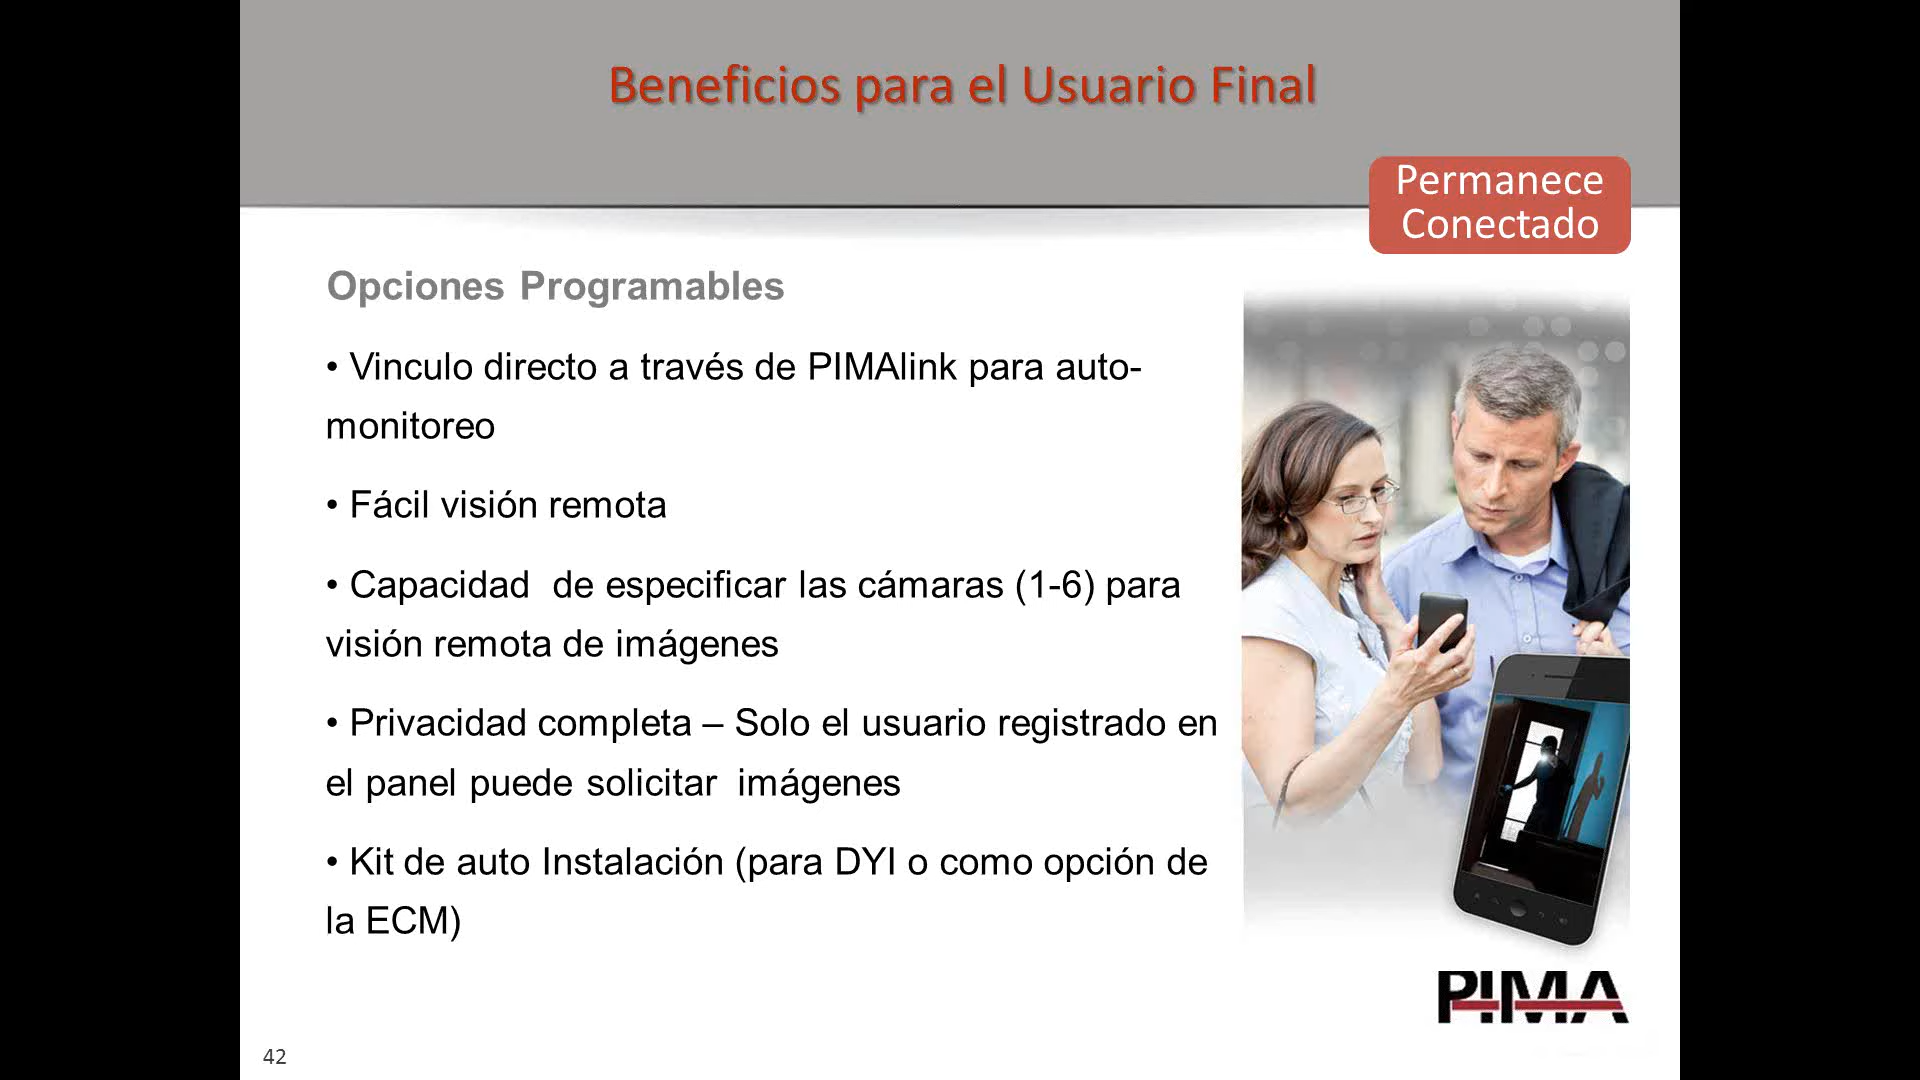 Beneficios para el Usuario Final
Permanece
Conectado
Opciones Programables
• Vinculo directo a través de PIMAlink para auto-
monitoreo
• Fácil visión remota
• Capacidad  de especificar las cámaras (1-6) para
visión remota de imágenes
• Privacidad completa – Solo el usuario registrado en
el panel puede solicitar  imágenes
• Kit de auto Instalación (para DYI o como opción de
la ECM)
PIMA
42